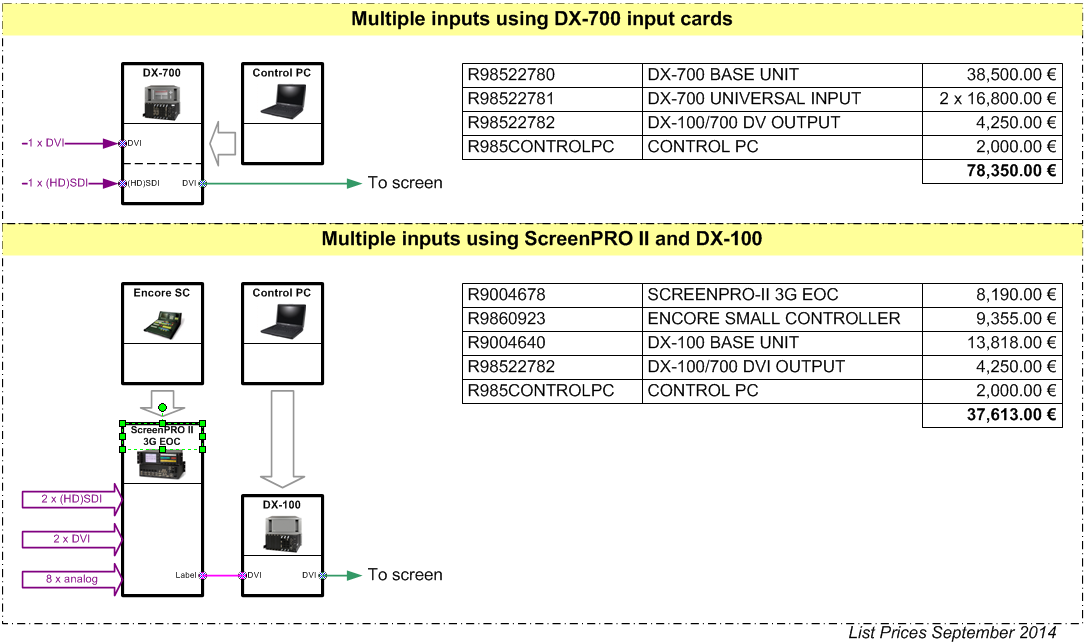 Multiple inputs using DX-700 input cards
DX-700
Control PC
1 x DVI
DVI
1 x (HD)SDI
(HD)SDI
DVI
To screen
R98522780 DX-700 BASE UNIT 38,500.00 €
R98522781 DX-700 UNIVERSAL INPUT 2 x 16,800.00 €
R98522782 DX-100/700 DV OUTPUT 4,250.00 €
R985CONTROLPC CONTROL PC 2,000.00 €
78,350.00 €
Multiple inputs using ScreenPRO II and DX-100
Encore SC
Control PC
ScreenPRO II
3G EOC
2 x (HD)SDI
2 x DVI
8 x analog
Label
DX-100
DVI
DVI
To screen
R9004678 SCREENPRO-II 3G EOC 8,190.00 €
R9860923 ENCORE SMALL CONTROLLER 9,355.00 €
R9004640 DX-100 BASE UNIT 13,818.00 €
R98522782 DX-100/700 DVI OUTPUT 4,250.00 €
R985CONTROLPC CONTROL PC 2,000.00 €
37,613.00 €
List Prices September 2014